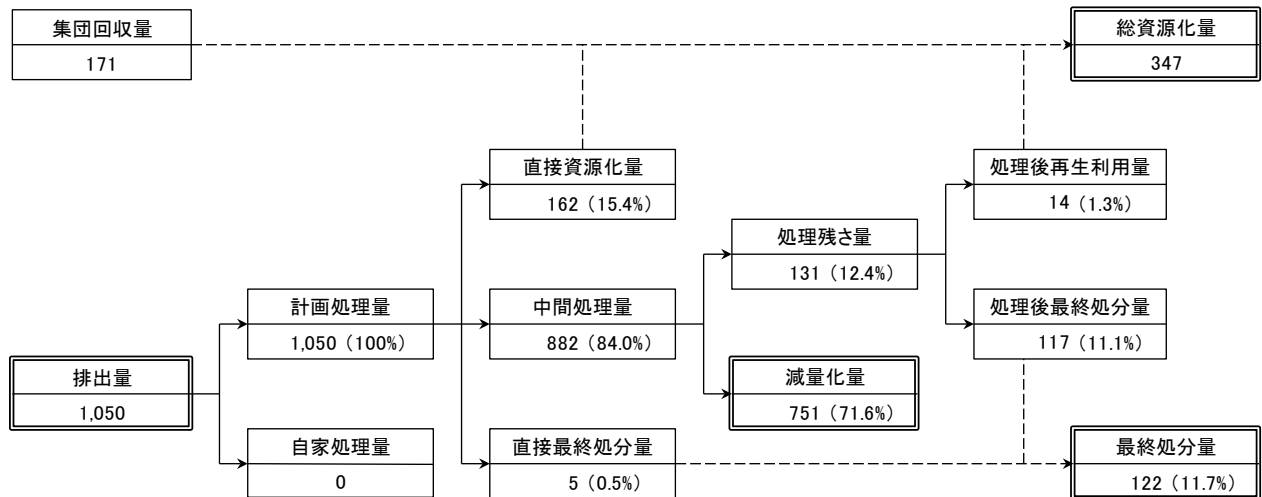 集団回収量
171
総資源化量
347
直接資源化量
162（15.4%）
処理後再生利用量
14（1.3%）
処理残さ量
131（12.4%）
計画処理量
1,050（100%）
中間処理量
882（84.0%）
処理後最終処分量
117（11.1%）
排出量
1,050
減量化量
751（71.6%）
自家処理量
0
直接最終処分量
5（0.5%）
最終処分量
122（11.7%）